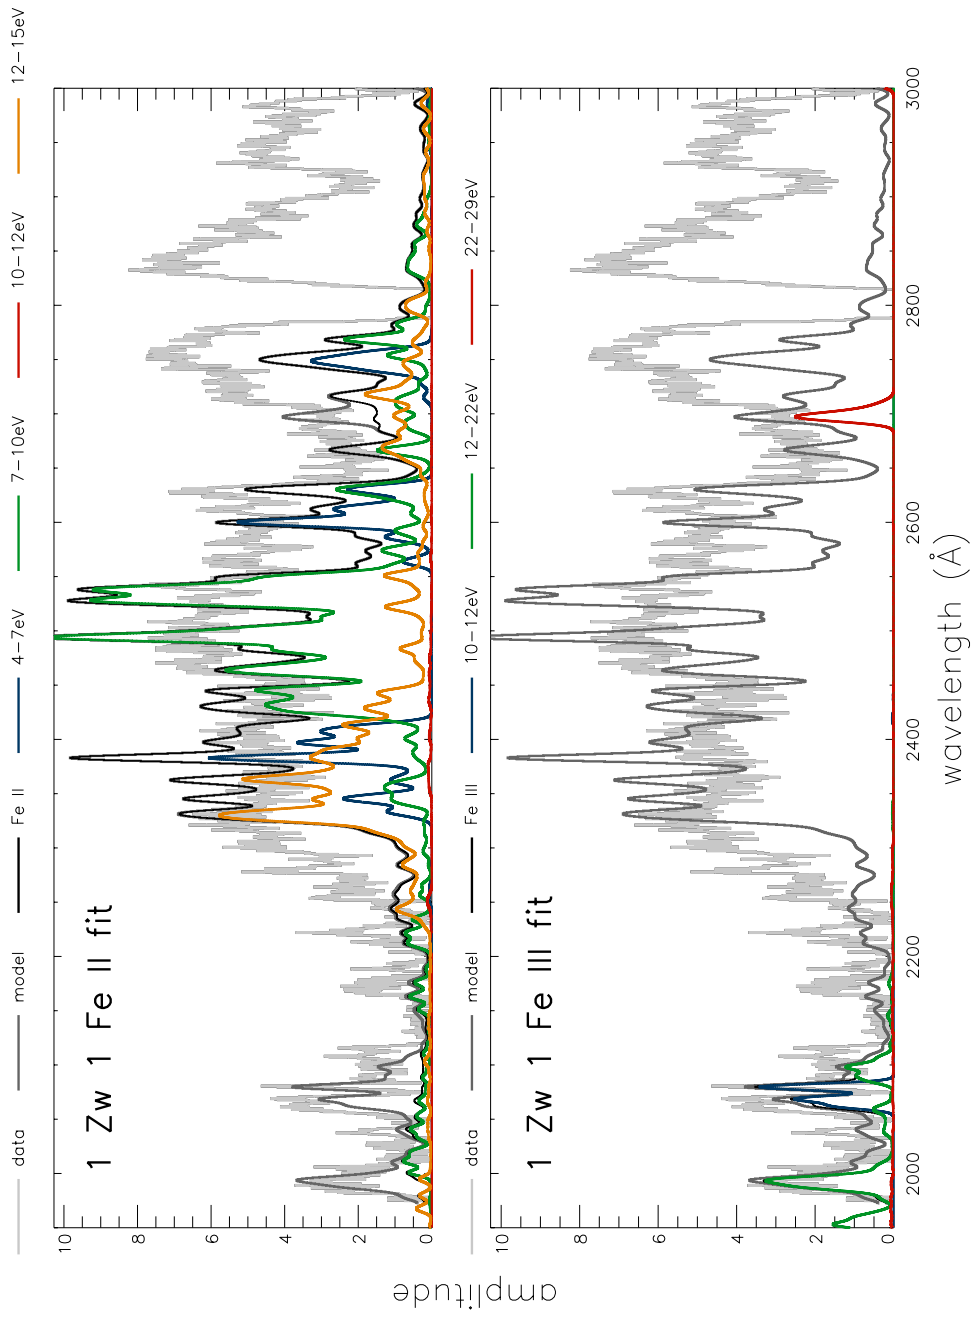 data model Fe II 4-7eV 7-10eV 10-12eV 12-15eV
1 Zw 1 Fe II fit
10 8 6 4 2 0
data model Fe III 10-12eV 12-22eV 22-29eV
1 Zw 1 Fe III fit
10 8 6 4 2 0
amplitude
2000 2200 2400 2600 2800 3000
wavelength (Å)